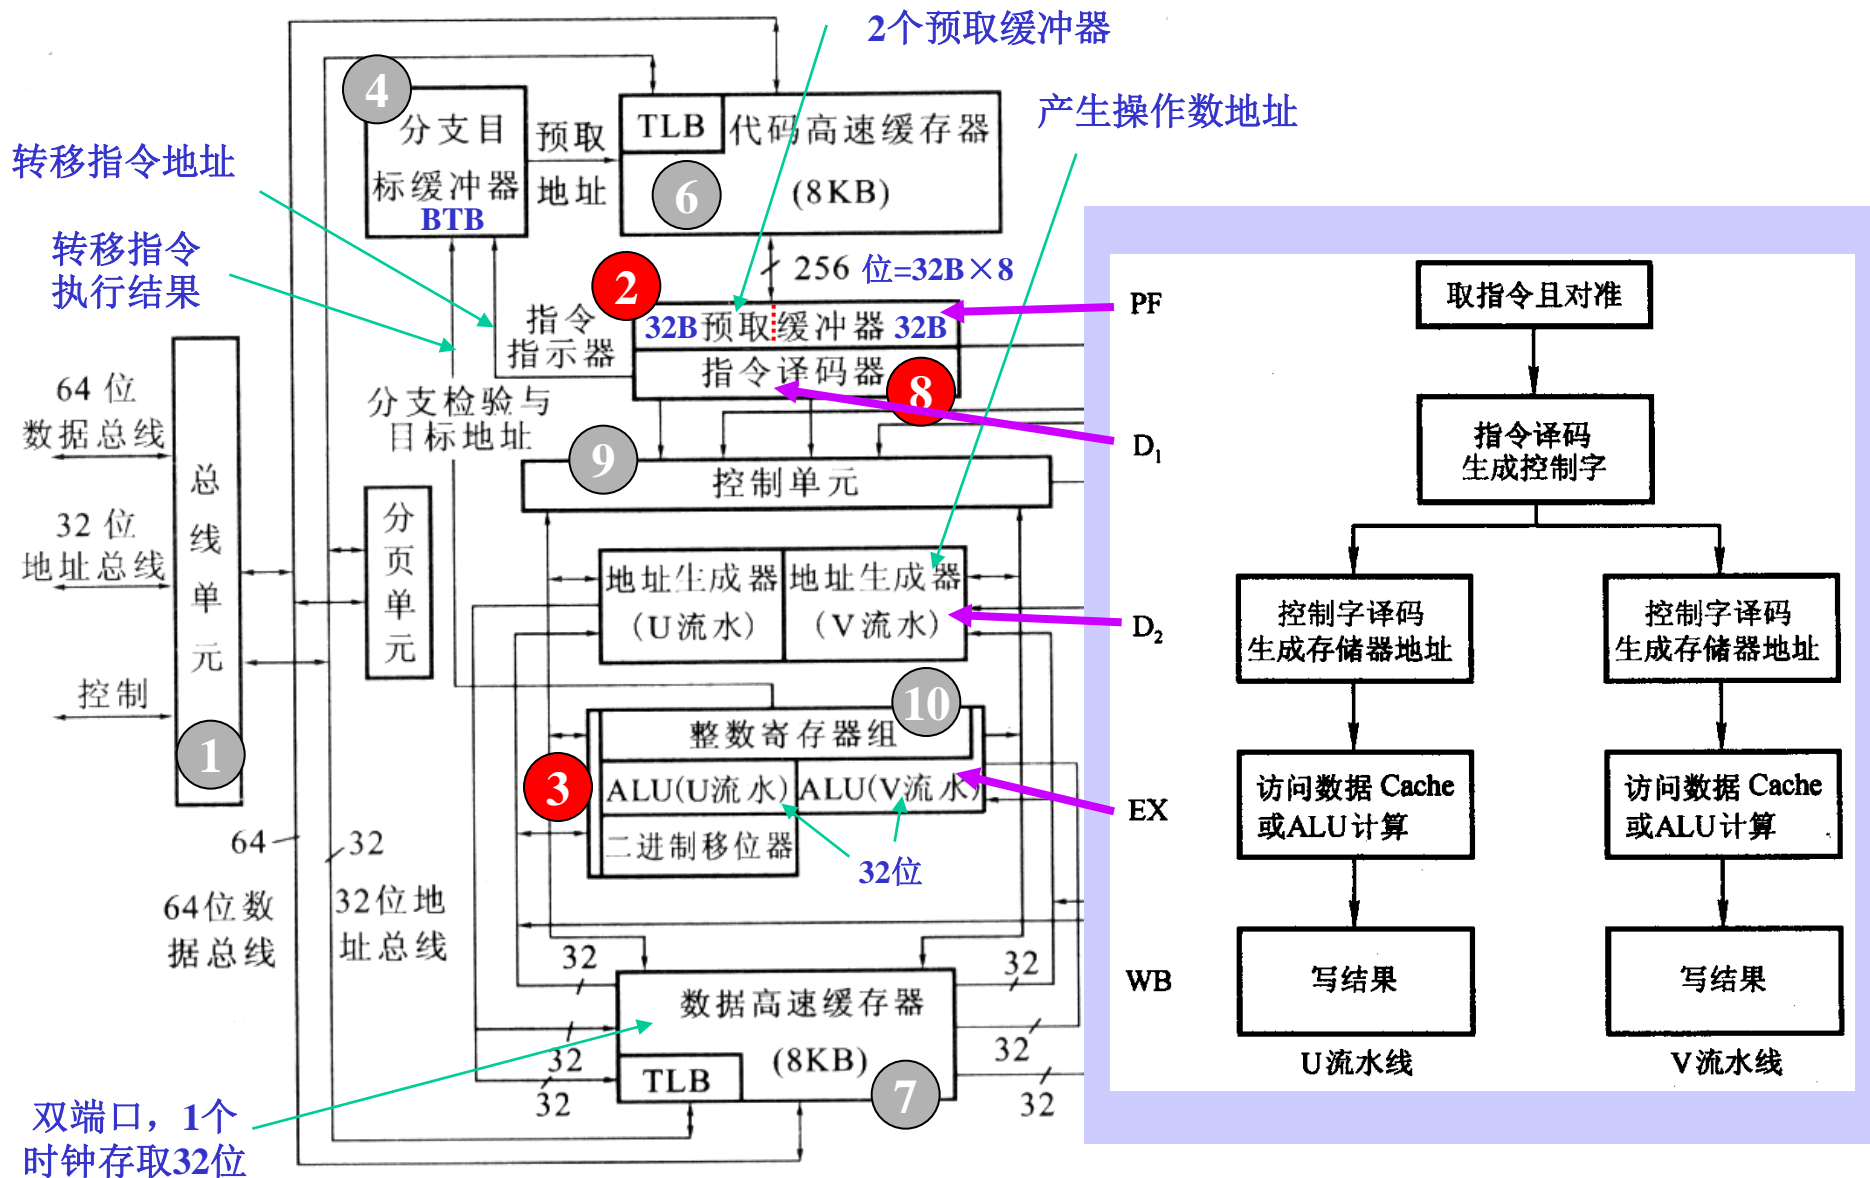 2个预取缓冲器
4
分支目
标缓冲器
BTB
预取
地址
TLB
代码高速缓存器
(8KB)
6
产生操作数地址
转移指令地址
转移指令
执行结果
256
位=32B×8
2
32B预取缓冲器 32B
指令译码器
8
指令
指示器
分支检验与
目标地址
9
控制单元
64 位
数据总线
32 位
地址总线
控制
总线单元
1
分页单元
地址生成器
(U流水)
地址生成器
(V流水)
10
整数寄存器组
3
ALU(U流水)
ALU(V流水)
二进制移位器
32位
64
32
64位数
据总线
32位地
址总线
32
32
数据高速缓存器
(8KB)
TLB
7
32
32
32
32
双端口，1个
时钟存取32位
PF
取指令且对准
D1
指令译码
生成控制字
D2
控制字译码
生成存储器地址
控制字译码
生成存储器地址
EX
访问数据 Cache
或ALU计算
访问数据 Cache
或ALU计算
WB
写结果
写结果
U流水线
V流水线